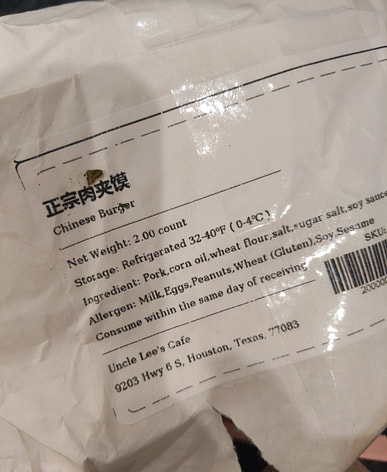 正宗肉夹馍
Chinese Burger
Net Weight: 2.00 count
Storage: Refrigerated 32-40°F ( 0-4℃)
Ingredient: Pork,corn oil,wheat flour,salt,sugar salt,soy sauce
Allergen: Milk,Eggs,Peanuts,Wheat (Gluten),Soy,Sesame
Consume within the same day of receiving
SKU:
Uncle Lee's Cafe
9203 Hwy 6 S, Houston, Texas, 77083